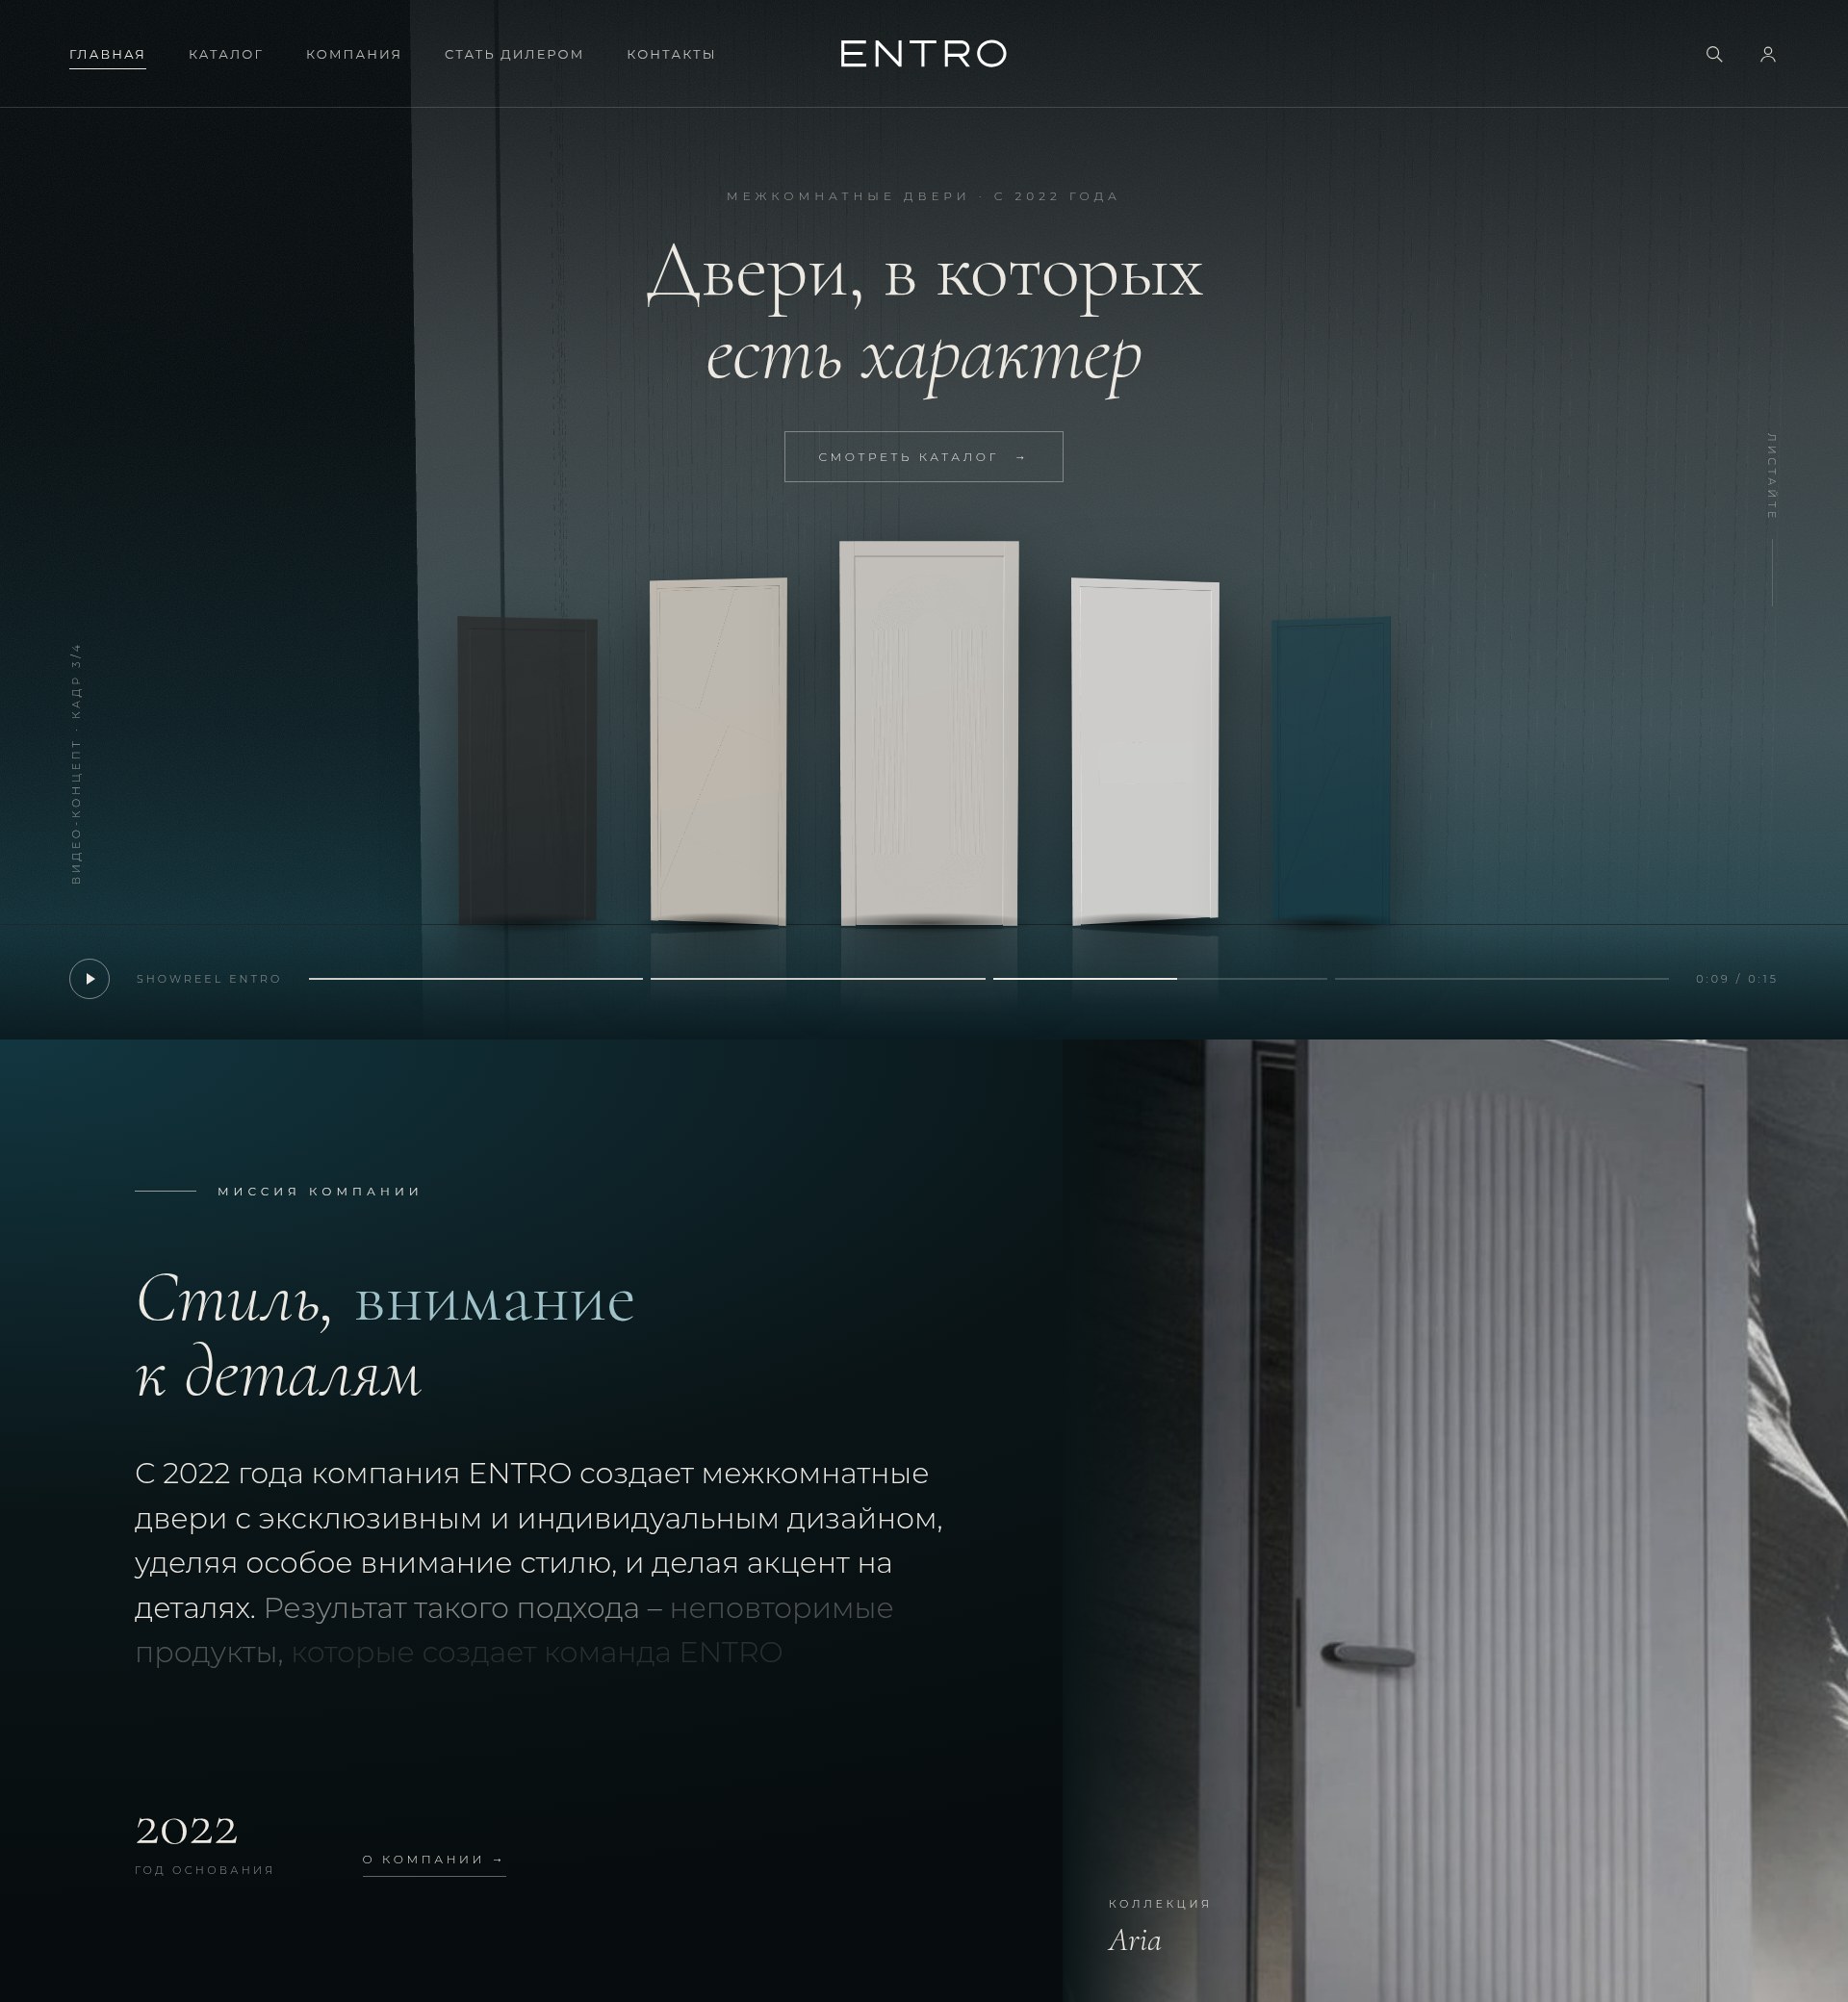 ГЛАВНАЯ
КАТАЛОГ
КОМПАНИЯ
СТАТЬ ДИЛЕРОМ
КОНТАКТЫ
ENTRO
МЕЖКОМНАТНЫЕ ДВЕРИ · С 2022 ГОДА
Двери, в которых
есть характер
СМОТРЕТЬ КАТАЛОГ →
ЛИСТАЙТЕ
ВИДЕО-КОНЦЕПТ · КАДР 3/4
SHOWREEL ENTRO
0:09 / 0:15
МИССИЯ КОМПАНИИ
Стиль, внимание
к деталям
С 2022 года компания ENTRO создает межкомнатные
двери с эксклюзивным и индивидуальным дизайном,
уделяя особое внимание стилю, и делая акцент на
деталях. Результат такого подхода – неповторимые
продукты, которые создает команда ENTRO
2022
ГОД ОСНОВАНИЯ
О КОМПАНИИ →
КОЛЛЕКЦИЯ
Aria